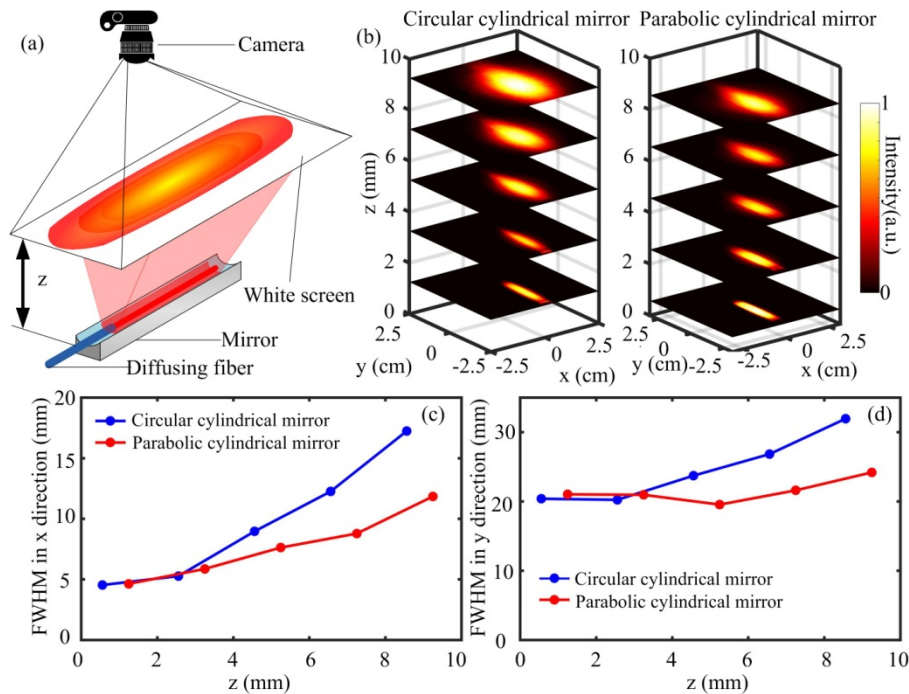 (a)
Camera
z
White screen
Mirror
Diffusing fiber
(b)
Circular cylindrical mirror
Parabolic cylindrical mirror
10
8
6
4
2
0
z (mm)
2.5
0
-2.5
y (cm)
-2.5
0
2.5
x (cm)
10
8
6
4
2
0
2.5
0
-2.5
y (cm)
-2.5
0
2.5
x (cm)
1
Intensity(a.u.)
0
(c)
Circular cylindrical mirror
Parabolic cylindrical mirror
FWHM in x direction (mm)
20
15
10
5
0
0 2 4 6 8 10
z (mm)
(d)
Circular cylindrical mirror
Parabolic cylindrical mirror
FWHM in y direction (mm)
30
20
10
0
0 2 4 6 8 10
z (mm)